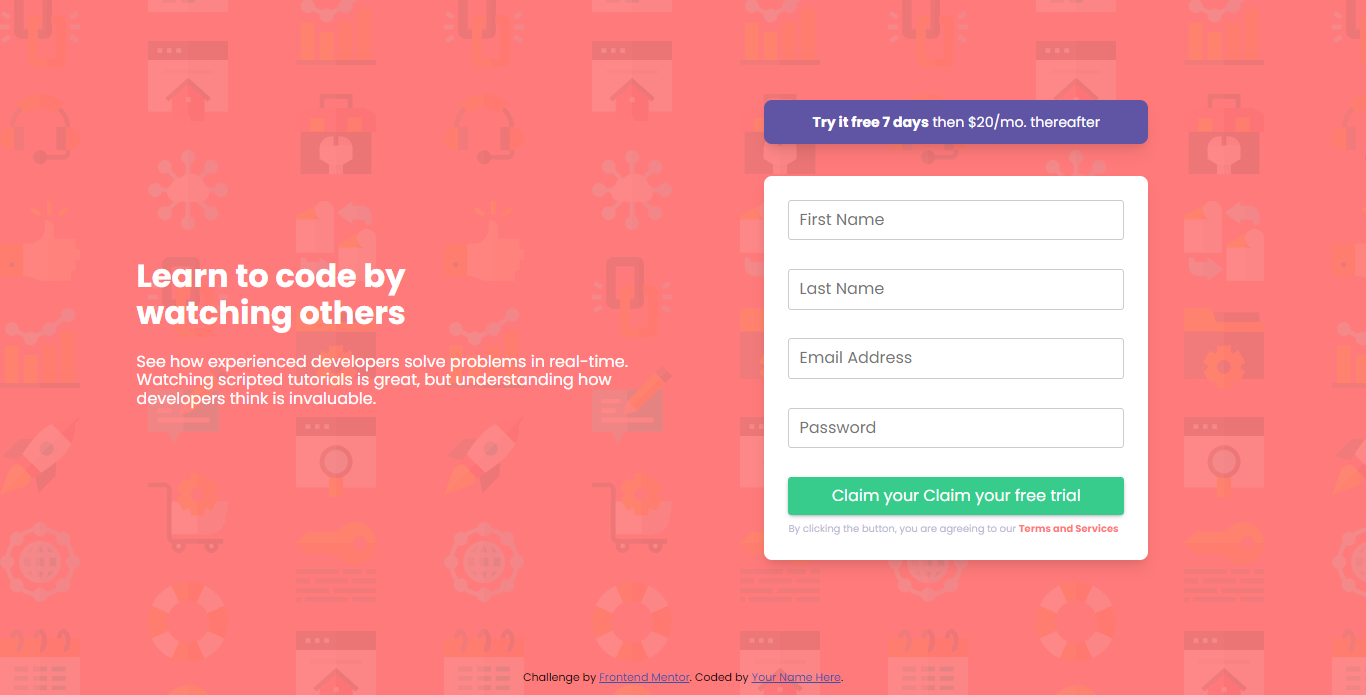 Learn to code by
watching others
See how experienced developers solve problems in real-time.
Watching scripted tutorials is great, but understanding how
developers think is invaluable.
Try it free 7 days then $20/mo. thereafter
First Name
Last Name
Email Address
Password
Claim your Claim your free trial
By clicking the button, you are agreeing to our Terms and Services
Challenge by Frontend Mentor. Coded by Your Name Here.